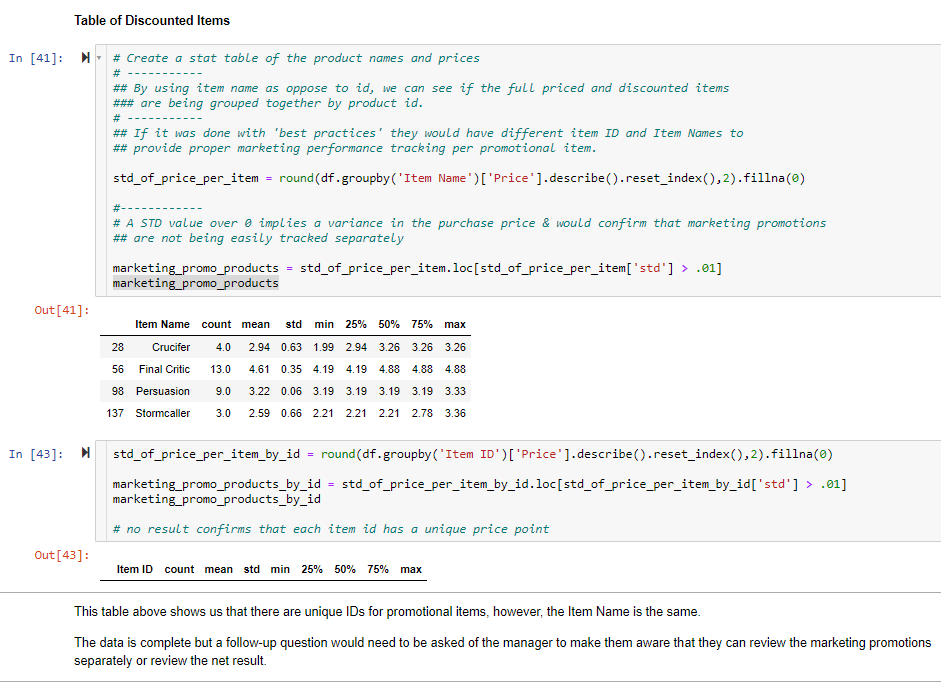 Table of Discounted Items
In [41]:
# Create a stat table of the product names and prices
# -----------
## By using item name as oppose to id, we can see if the full priced and discounted items
### are being grouped together by product id.
# -----------
## If it was done with 'best practices' they would have different item ID and Item Names to
## provide proper marketing performance tracking per promotional item.
std_of_price_per_item = round(df.groupby('Item Name')['Price'].describe().reset_index(),2).fillna(0)
#------------
# A STD value over 0 implies a variance in the purchase price & would confirm that marketing promotions
## are not being easily tracked separately
marketing_promo_products = std_of_price_per_item.loc[std_of_price_per_item['std'] > .01]
marketing_promo_products
Out[41]:
Item Name count mean std min 25% 50% 75% max
28 Crucifer 4.0 2.94 0.63 1.99 2.94 3.26 3.26 3.26
56 Final Critic 13.0 4.61 0.35 4.19 4.19 4.88 4.88 4.88
98 Persuasion 9.0 3.22 0.06 3.19 3.19 3.19 3.19 3.33
137 Stormcaller 3.0 2.59 0.66 2.21 2.21 2.21 2.78 3.36
In [43]:
std_of_price_per_item_by_id = round(df.groupby('Item ID')['Price'].describe().reset_index(),2).fillna(0)
marketing_promo_products_by_id = std_of_price_per_item_by_id.loc[std_of_price_per_item_by_id['std'] > .01]
marketing_promo_products_by_id
# no result confirms that each item id has a unique price point
Out[43]:
Item ID count mean std min 25% 50% 75% max
This table above shows us that there are unique IDs for promotional items, however, the Item Name is the same.
The data is complete but a follow-up question would need to be asked of the manager to make them aware that they can review the marketing promotions
separately or review the net result.